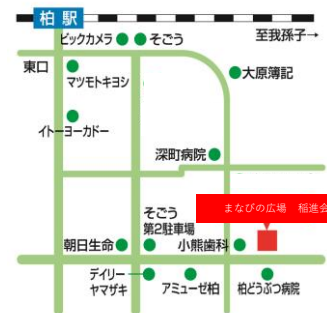 柏駅
ビックカメラ
そごう
至我孫子→
東口
マツモトキヨシ
大原簿記
イトーヨーカドー
深町病院
まなびの広場 稲進会
そごう
第2駐車場
朝日生命
小熊歯科
デイリー
ヤマザキ
アミューゼ柏
柏どうぶつ病院